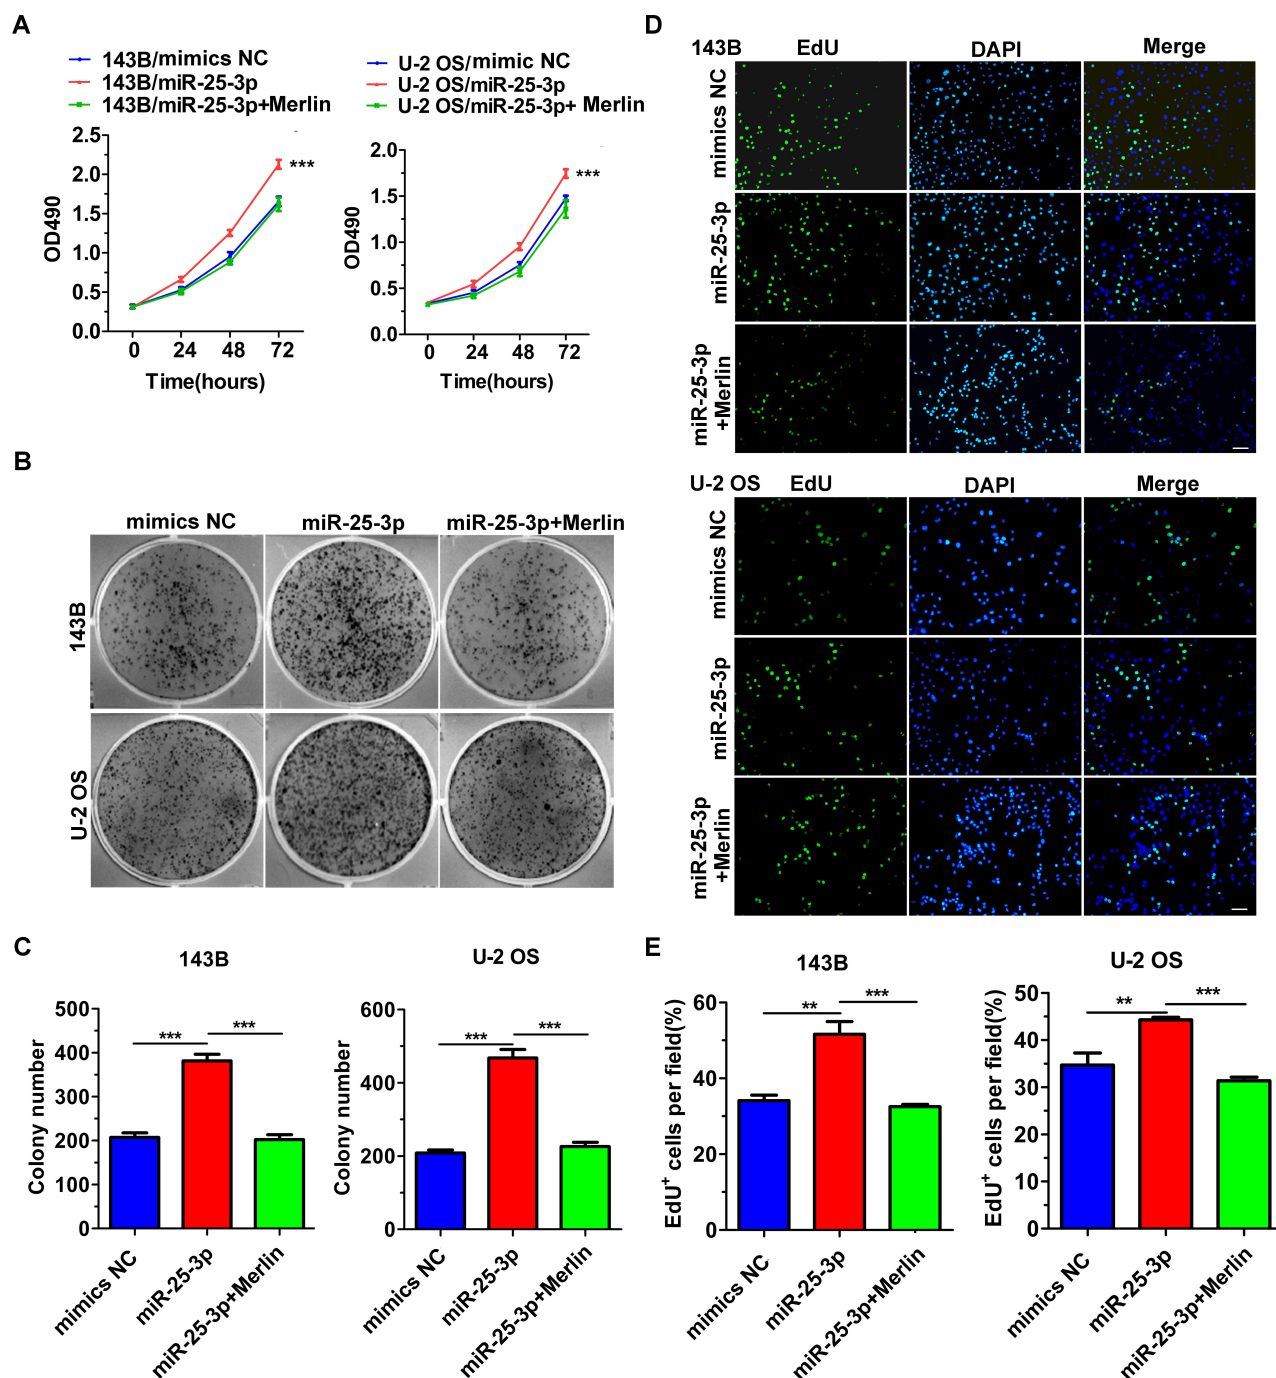 A
143B/mimics NC
143B/miR-25-3p
143B/miR-25-3p+Merlin
OD490
2.5
2.0
1.5
1.0
0.5
0.0
***
0 24 48 72
Time(hours)
U-2 OS/mimic NC
U-2 OS/miR-25-3p
U-2 OS/miR-25-3p+ Merlin
OD490
2.0
1.5
1.0
0.5
0.0
***
0 24 48 72
Time(hours)
B
mimics NC miR-25-3p miR-25-3p+Merlin
143B
U-2 OS
C
143B
Colony number
500
400
300
200
100
0
*** ***
mimics NC
miR-25-3p
miR-25-3p+Merlin
U-2 OS
Colony number
600
400
200
0
*** ***
mimics NC
miR-25-3p
miR-25-3p+Merlin
D
143B EdU DAPI Merge
mimics NC
miR-25-3p
miR-25-3p
+Merlin
U-2 OS EdU DAPI Merge
mimics NC
miR-25-3p
miR-25-3p
+Merlin
E
143B
EdU+ cells per field(%)
60
40
20
0
** ***
mimics NC
miR-25-3p
miR-25-3p+Merlin
U-2 OS
EdU+ cells per field(%)
50
40
30
20
10
0
** ***
mimics NC
miR-25-3p
miR-25-3p+Merlin